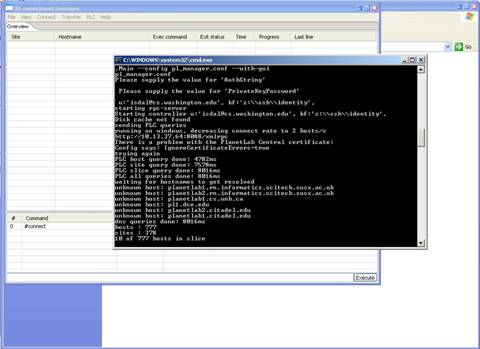 PL experiment manager
File View Connect Transfer PLC Help
Overview
Site Hostname Exec command Exit status Time Progress Last line
C:\WINDOWS\system32\cmd.exe
.Main --config pl_manager.conf --with-gui
pl_manager.conf
Please supply the value for 'AuthString'
Please supply the value for 'PrivateKeyPassword'
u:'isdal@cs.washington.edu', kf:'z:\\ssh\\identity',
starting rpc-server
Starting controller u:'isdal@cs.washington.edu', kf:'z:\\ssh\\identity',
Disk cache not found
sending PLC queries
running on windows, decreasing connect rate to 2 hosts/s
http://10.13.37.64:8088/xmlrpc
There is a problem with the PlanetLab Central certificate:
Config says: IgnoreCertificateErrors=true
trying again
PLC host query done: 4782ms
PLC site query done: 7578ms
PLC slice query done: 8016ms
PLC all queries done: 8016ms
waiting for hostnames to get resolved
unknown host: planetlab1.rn.informatics.scitech.susx.ac.uk
unknown host: planetlab2.rn.informatics.scitech.susx.ac.uk
unknown host: planetlab1.cs.unb.ca
unknown host: pl1.dce.edu
unknown host: planetlab2.citadel.edu
unknown host: planetlab1.citadel.edu
dns queries done: 8016ms
hosts : 777
sites : 378
10 of 777 hosts in slice
# Command
0 #connect
Execute
Go